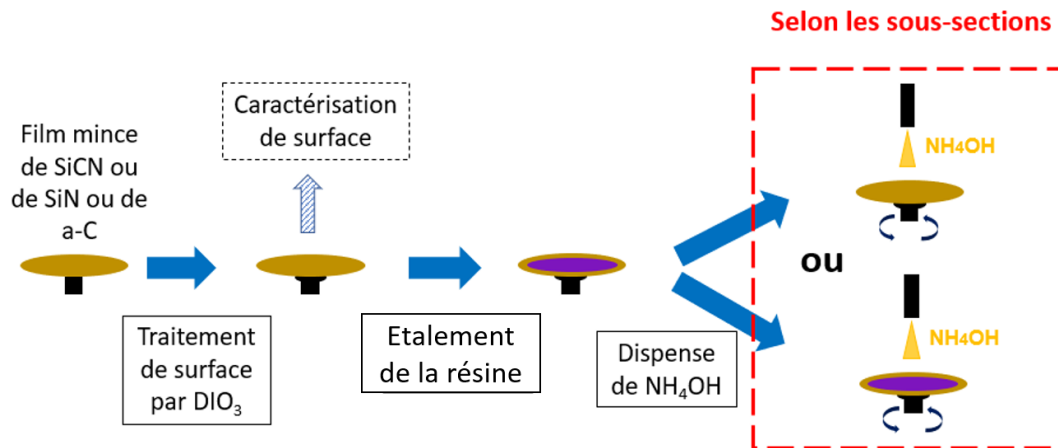 Selon les sous-sections
Caractérisation
de surface
Film mince
de SiCN ou
de SiN ou de
a-C
Traitement
de surface
par DIO₃
Etalement
de la résine
Dispense
de NH₄OH
NH₄OH
ou
NH₄OH